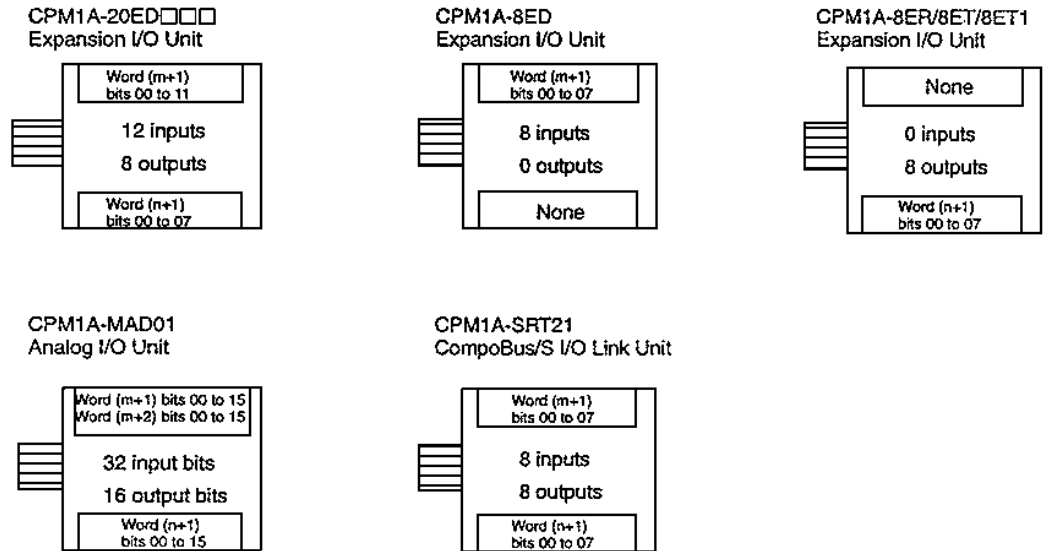 CPM1A-20ED□□□
Expansion I/O Unit
Word (m+1)
bits 00 to 11
12 inputs
8 outputs
Word (n+1)
bits 00 to 07
CPM1A-8ED
Expansion I/O Unit
Word (m+1)
bits 00 to 07
8 inputs
0 outputs
None
CPM1A-8ER/8ET/8ET1
Expansion I/O Unit
None
0 inputs
8 outputs
Word (n+1)
bits 00 to 07
CPM1A-MAD01
Analog I/O Unit
Word (m+1) bits 00 to 15
Word (m+2) bits 00 to 15
32 input bits
16 output bits
Word (n+1)
bits 00 to 15
CPM1A-SRT21
CompoBus/S I/O Link Unit
Word (m+1)
bits 00 to 07
8 inputs
8 outputs
Word (n+1)
bits 00 to 07